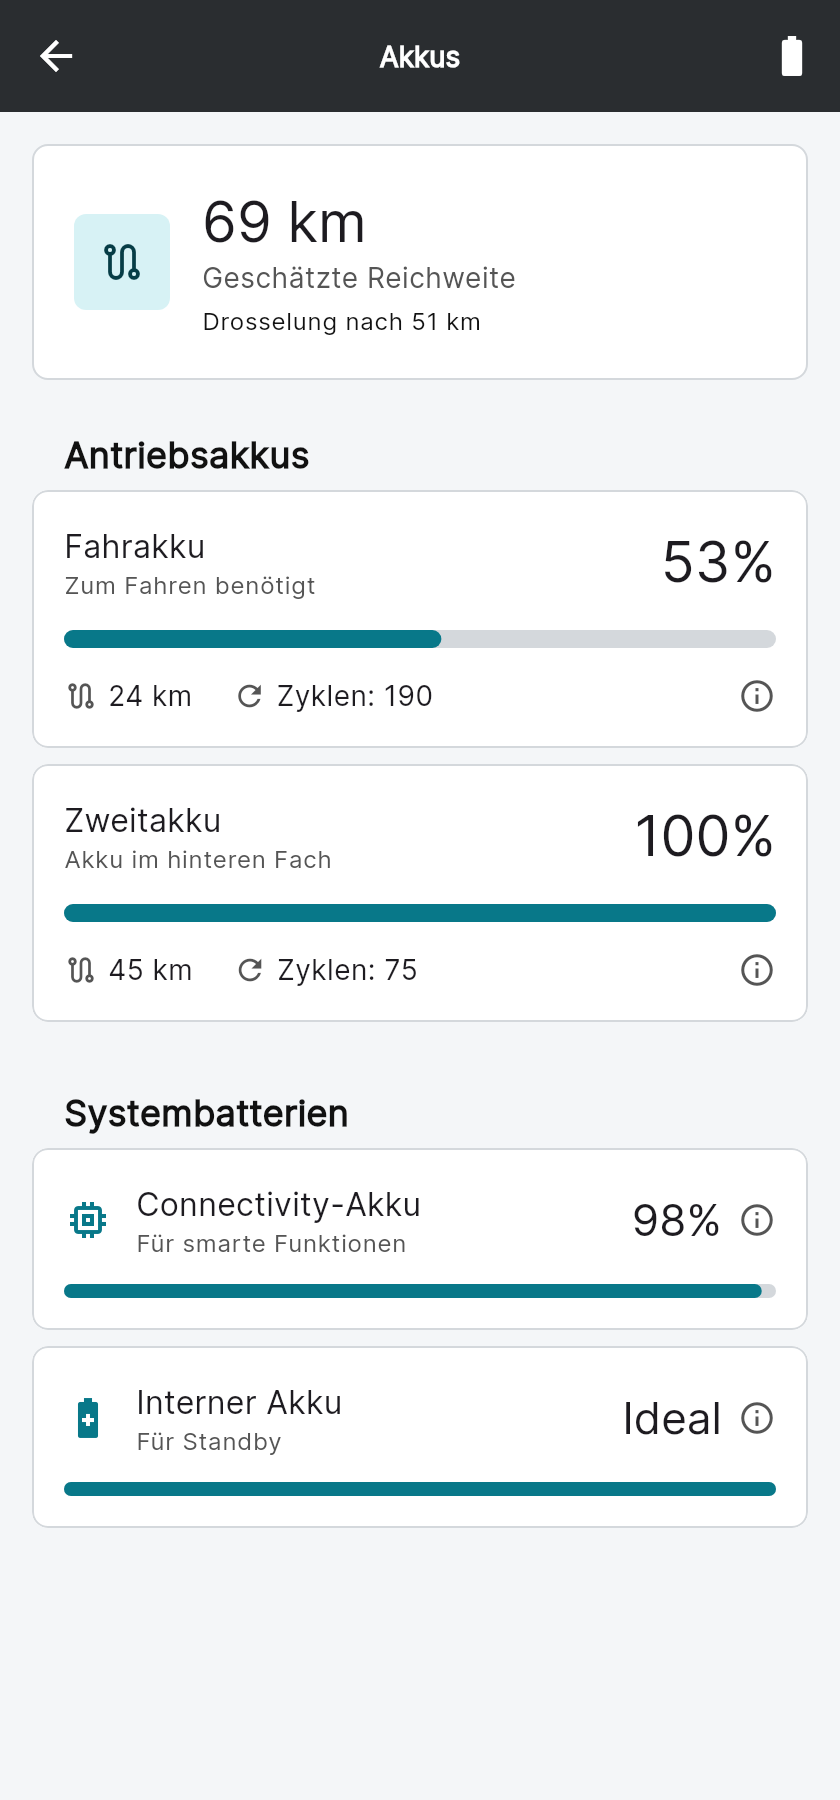 Akkus
69 km
Geschätzte Reichweite
Drosselung nach 51 km
Antriebsakkus
Fahrakku
Zum Fahren benötigt
53%
24 km
Zyklen: 190
Zweitakku
Akku im hinteren Fach
100%
45 km
Zyklen: 75
Systembatterien
Connectivity-Akku
Für smarte Funktionen
98%
Interner Akku
Für Standby
Ideal